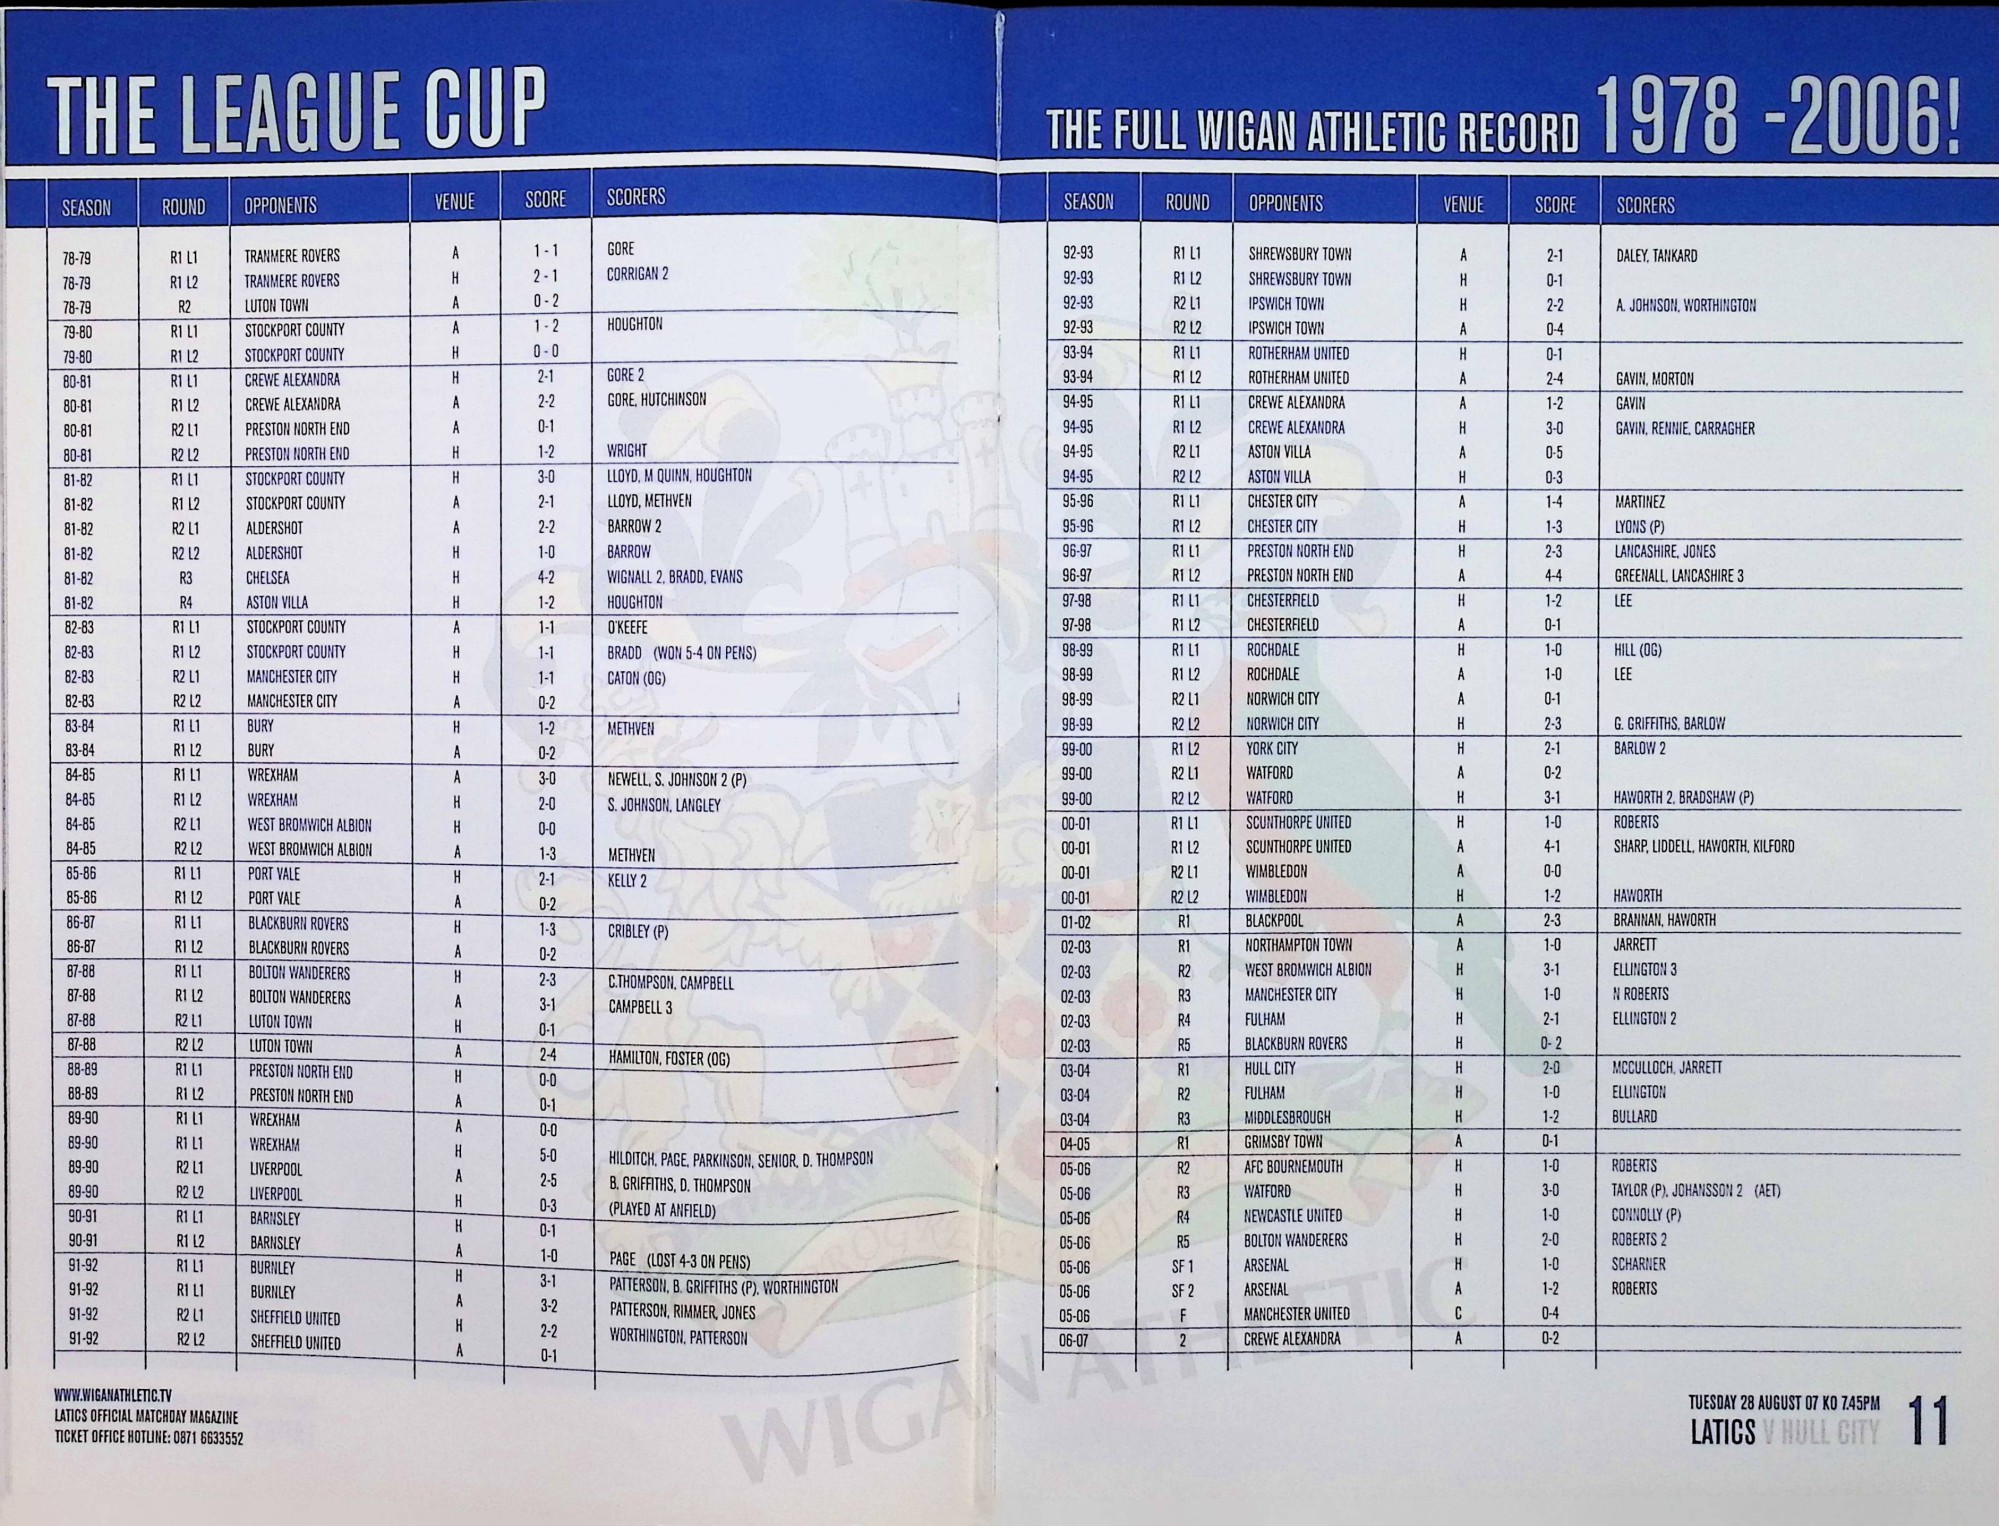 THE LEAGUE CUP
SEASON ROUND OPPONENTS VENUE SCORE SCORERS
78-79 R1 L1 TRANMERE ROVERS A 1 - 1 GORE
78-79 R1 L2 TRANMERE ROVERS H 2 - 1 CORRIGAN 2
78-79 R2 LUTON TOWN A 0 - 2
79-80 R1 L1 STOCKPORT COUNTY A 1 - 2 HOUGHTON
79-80 R1 L2 STOCKPORT COUNTY H 0 - 0
80-81 R1 L1 CREWE ALEXANDRA H 2-1 GORE 2
80-81 R1 L2 CREWE ALEXANDRA A 2-2 GORE, HUTCHINSON
80-81 R2 L1 PRESTON NORTH END A 0-1
80-81 R2 L2 PRESTON NORTH END H 1-2 WRIGHT
81-82 R1 L1 STOCKPORT COUNTY H 3-0 LLOYD, M QUINN, HOUGHTON
81-82 R1 L2 STOCKPORT COUNTY A 2-1 LLOYD, METHVEN
81-82 R2 L1 ALDERSHOT A 2-2 BARROW 2
81-82 R2 L2 ALDERSHOT H 1-0 BARROW
81-82 R3 CHELSEA H 4-2 WIGNALL 2, BRADD, EVANS
81-82 R4 ASTON VILLA H 1-2 HOUGHTON
82-83 R1 L1 STOCKPORT COUNTY A 1-1 O'KEEFE
82-83 R1 L2 STOCKPORT COUNTY H 1-1 BRADD (WON 5-4 ON PENS)
82-83 R2 L1 MANCHESTER CITY H 1-1 CATON (OG)
82-83 R2 L2 MANCHESTER CITY A 0-2
83-84 R1 L1 BURY H 1-2 METHVEN
83-84 R1 L2 BURY A 0-2
84-85 R1 L1 WREXHAM A 3-0 NEWELL, S. JOHNSON 2 (P)
84-85 R1 L2 WREXHAM H 2-0 S. JOHNSON, LANGLEY
84-85 R2 L1 WEST BROMWICH ALBION H 0-0
84-85 R2 L2 WEST BROMWICH ALBION A 1-3 METHVEN
85-86 R1 L1 PORT VALE H 2-1 KELLY 2
85-86 R1 L2 PORT VALE A 0-2
86-87 R1 L1 BLACKBURN ROVERS H 1-3 CRIBLEY (P)
86-87 R1 L2 BLACKBURN ROVERS A 0-2
87-88 R1 L1 BOLTON WANDERERS H 2-3 C.THOMPSON, CAMPBELL
87-88 R1 L2 BOLTON WANDERERS A 3-1 CAMPBELL 3
87-88 R2 L1 LUTON TOWN H 0-1
87-88 R2 L2 LUTON TOWN A 2-4 HAMILTON, FOSTER (OG)
88-89 R1 L1 PRESTON NORTH END H 0-0
88-89 R1 L2 PRESTON NORTH END A 0-1
89-90 R1 L1 WREXHAM A 0-0
89-90 R1 L1 WREXHAM H 5-0 HILDITCH, PAGE, PARKINSON, SENIOR, D. THOMPSON
89-90 R2 L1 LIVERPOOL A 2-5 B. GRIFFITHS, D. THOMPSON
89-90 R2 L2 LIVERPOOL H 0-3 (PLAYED AT ANFIELD)
90-91 R1 L1 BARNSLEY H 0-1
90-91 R1 L2 BARNSLEY A 1-0 PAGE (LOST 4-3 ON PENS)
91-92 R1 L1 BURNLEY H 3-1 PATTERSON, B. GRIFFITHS (P), WORTHINGTON
91-92 R1 L1 BURNLEY A 3-2 PATTERSON, RIMMER, JONES
91-92 R2 L1 SHEFFIELD UNITED H 2-2 WORTHINGTON, PATTERSON
91-92 R2 L2 SHEFFIELD UNITED A 0-1
WWW.WIGANATHLETIC.TV
LATICS OFFICIAL MATCHDAY MAGAZINE
TICKET OFFICE HOTLINE: 0871 6633552
THE FULL WIGAN ATHLETIC RECORD 1978 -2006!
SEASON ROUND OPPONENTS VENUE SCORE SCORERS
92-93 R1 L1 SHREWSBURY TOWN A 2-1 DALEY, TANKARD
92-93 R1 L2 SHREWSBURY TOWN H 0-1
92-93 R2 L1 IPSWICH TOWN H 2-2 A. JOHNSON, WORTHINGTON
92-93 R2 L2 IPSWICH TOWN A 0-4
93-94 R1 L1 ROTHERHAM UNITED H 0-1
93-94 R1 L2 ROTHERHAM UNITED A 2-4 GAVIN, MORTON
94-95 R1 L1 CREWE ALEXANDRA A 1-2 GAVIN
94-95 R1 L2 CREWE ALEXANDRA H 3-0 GAVIN, RENNIE, CARRAGHER
94-95 R2 L1 ASTON VILLA A 0-5
94-95 R2 L2 ASTON VILLA H 0-3
95-96 R1 L1 CHESTER CITY A 1-4 MARTINEZ
95-96 R1 L2 CHESTER CITY H 1-3 LYONS (P)
96-97 R1 L1 PRESTON NORTH END H 2-3 LANCASHIRE, JONES
96-97 R1 L2 PRESTON NORTH END A 4-4 GREENALL, LANCASHIRE 3
97-98 R1 L1 CHESTERFIELD H 1-2 LEE
97-98 R1 L2 CHESTERFIELD A 0-1
98-99 R1 L1 ROCHDALE H 1-0 HILL (OG)
98-99 R1 L2 ROCHDALE A 1-0 LEE
98-99 R2 L1 NORWICH CITY A 0-1
98-99 R2 L2 NORWICH CITY H 2-3 G. GRIFFITHS, BARLOW
99-00 R1 L2 YORK CITY H 2-1 BARLOW 2
99-00 R2 L1 WATFORD A 0-2
99-00 R2 L2 WATFORD H 3-1 HAWORTH 2, BRADSHAW (P)
00-01 R1 L1 SCUNTHORPE UNITED H 1-0 ROBERTS
00-01 R1 L2 SCUNTHORPE UNITED A 4-1 SHARP, LIDDELL, HAWORTH, KILFORD
00-01 R2 L1 WIMBLEDON A 0-0
00-01 R2 L2 WIMBLEDON H 1-2 HAWORTH
01-02 R1 BLACKPOOL A 2-3 BRANNAN, HAWORTH
02-03 R1 NORTHAMPTON TOWN A 1-0 JARRETT
02-03 R2 WEST BROMWICH ALBION H 3-1 ELLINGTON 3
02-03 R3 MANCHESTER CITY H 1-0 N ROBERTS
02-03 R4 FULHAM H 2-1 ELLINGTON 2
02-03 R5 BLACKBURN ROVERS H 0- 2
03-04 R1 HULL CITY H 2-0 MCCULLOCH, JARRETT
03-04 R2 FULHAM H 1-0 ELLINGTON
03-04 R3 MIDDLESBROUGH H 1-2 BULLARD
04-05 R1 GRIMSBY TOWN A 0-1
05-06 R2 AFC BOURNEMOUTH H 1-0 ROBERTS
05-06 R3 WATFORD H 3-0 TAYLOR (P), JOHANSSON 2 (AET)
05-06 R4 NEWCASTLE UNITED H 1-0 CONNOLLY (P)
05-06 R5 BOLTON WANDERERS H 2-0 ROBERTS 2
05-06 SF 1 ARSENAL H 1-0 SCHARNER
05-06 SF 2 ARSENAL A 1-2 ROBERTS
05-06 F MANCHESTER UNITED C 0-4
06-07 2 CREWE ALEXANDRA A 0-2
WIGAN ATHLETIC
TUESDAY 28 AUGUST 07 KO 7.45PM
LATICS V HULL CITY 11